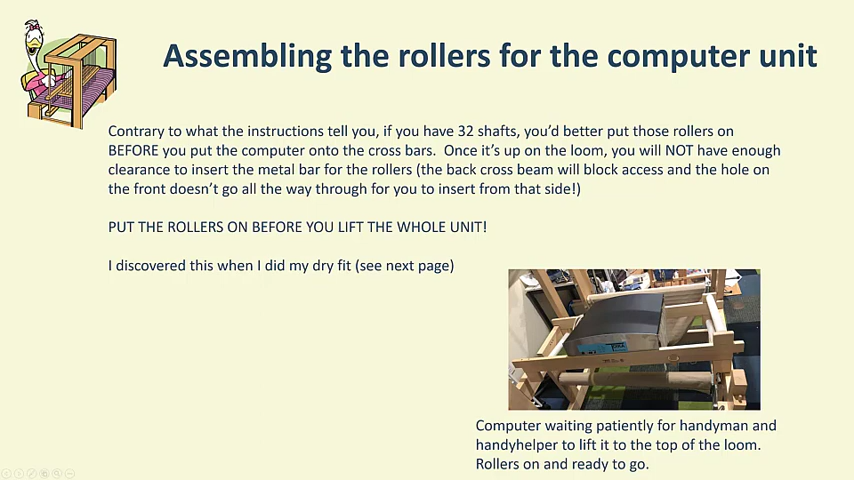 Assembling the rollers for the computer unit
Contrary to what the instructions tell you, if you have 32 shafts, you’d better put those rollers on
BEFORE you put the computer onto the cross bars.  Once it’s up on the loom, you will NOT have enough
clearance to insert the metal bar for the rollers (the back cross beam will block access and the hole on
the front doesn’t go all the way through for you to insert from that side!)
PUT THE ROLLERS ON BEFORE YOU LIFT THE WHOLE UNIT!
I discovered this when I did my dry fit (see next page)
Computer waiting patiently for handyman and
handyhelper to lift it to the top of the loom.
Rollers on and ready to go.